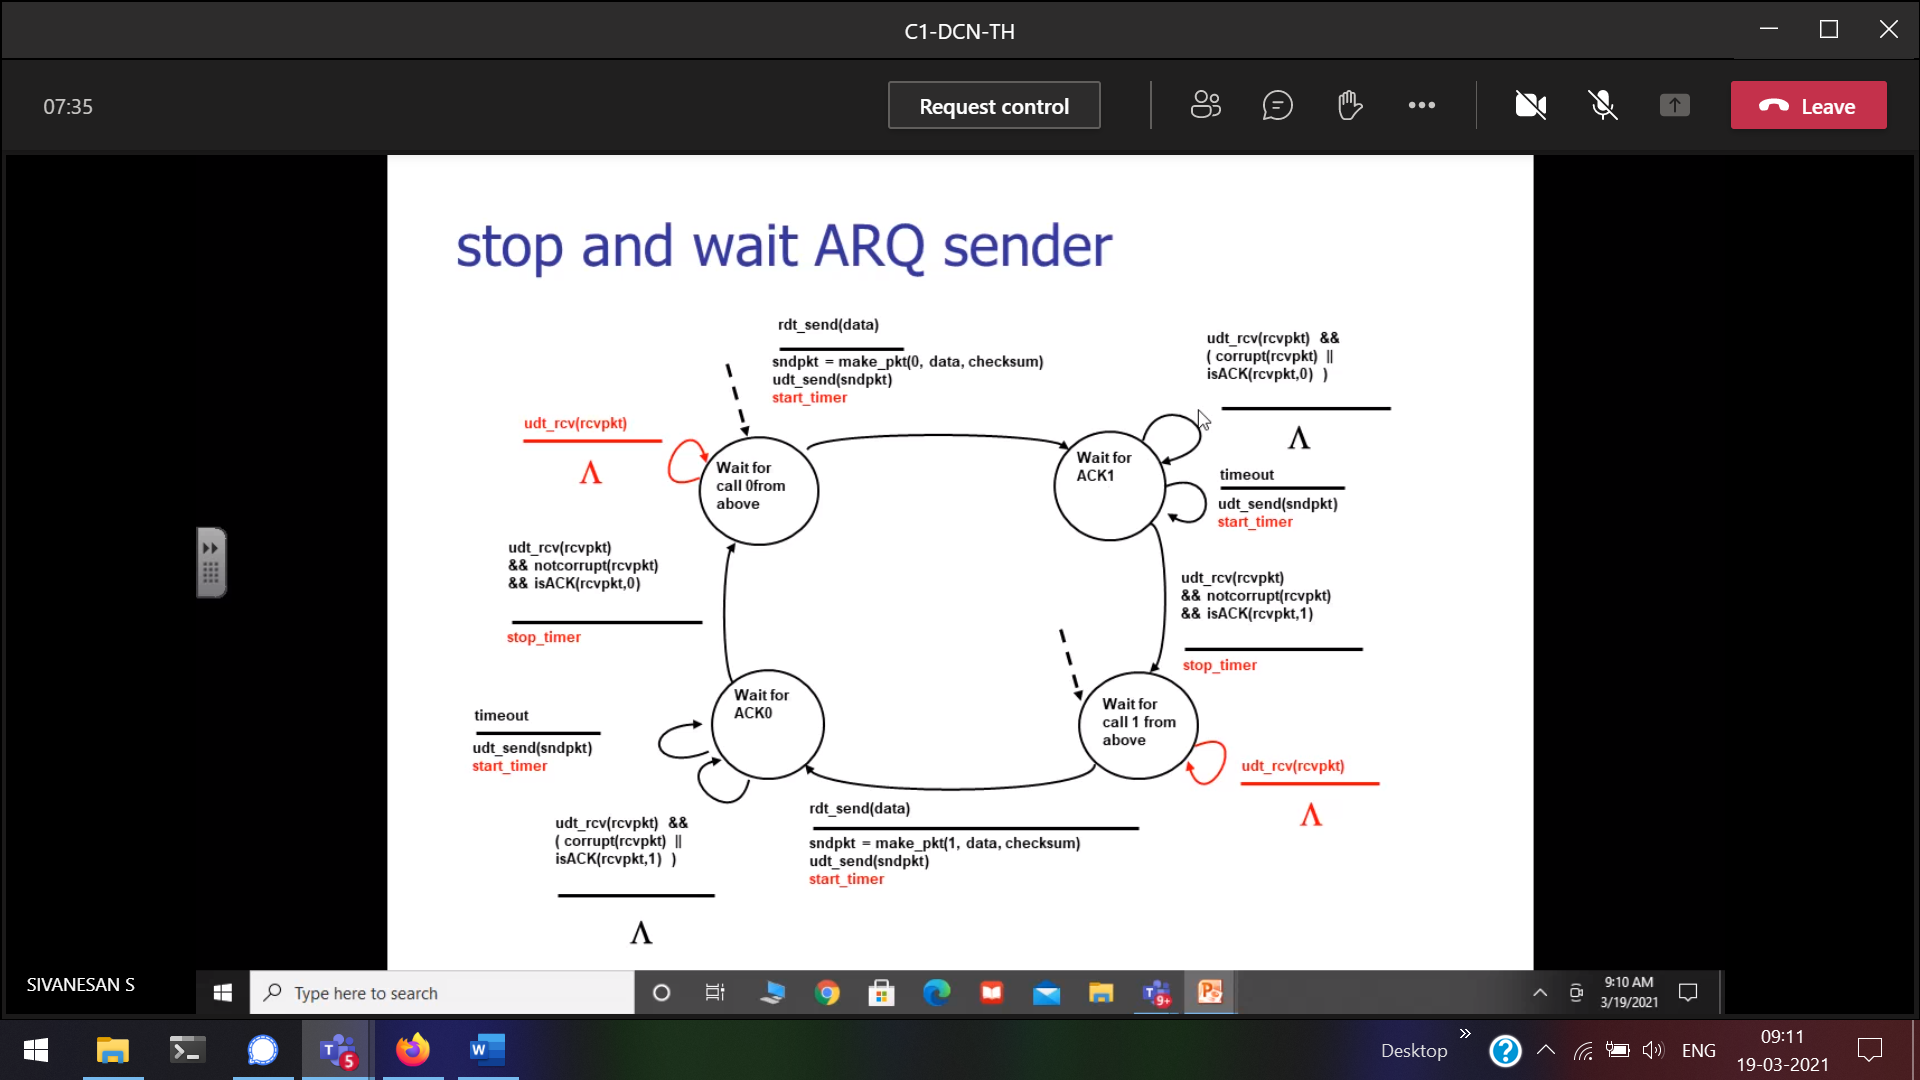 C1-DCN-TH
07:35
Request control
Leave
stop and wait ARQ sender
rdt_send(data)
sndpkt = make_pkt(0, data, checksum)
udt_send(sndpkt)
start_timer
udt_rcv(rcvpkt) &&
( corrupt(rcvpkt) ||
isACK(rcvpkt,0) )
Λ
udt_rcv(rcvpkt)
Λ
Wait for
call 0from
above
Wait for
ACK1
timeout
udt_send(sndpkt)
start_timer
udt_rcv(rcvpkt)
&& notcorrupt(rcvpkt)
&& isACK(rcvpkt,0)
stop_timer
udt_rcv(rcvpkt)
&& notcorrupt(rcvpkt)
&& isACK(rcvpkt,1)
stop_timer
Wait for
ACK0
Wait for
call 1 from
above
timeout
udt_send(sndpkt)
start_timer
udt_rcv(rcvpkt)
Λ
rdt_send(data)
sndpkt = make_pkt(1, data, checksum)
udt_send(sndpkt)
start_timer
udt_rcv(rcvpkt) &&
( corrupt(rcvpkt) ||
isACK(rcvpkt,1) )
Λ
SIVANESAN S
Type here to search
9+
9:10 AM
3/19/2021
5
Desktop
ENG
09:11
19-03-2021